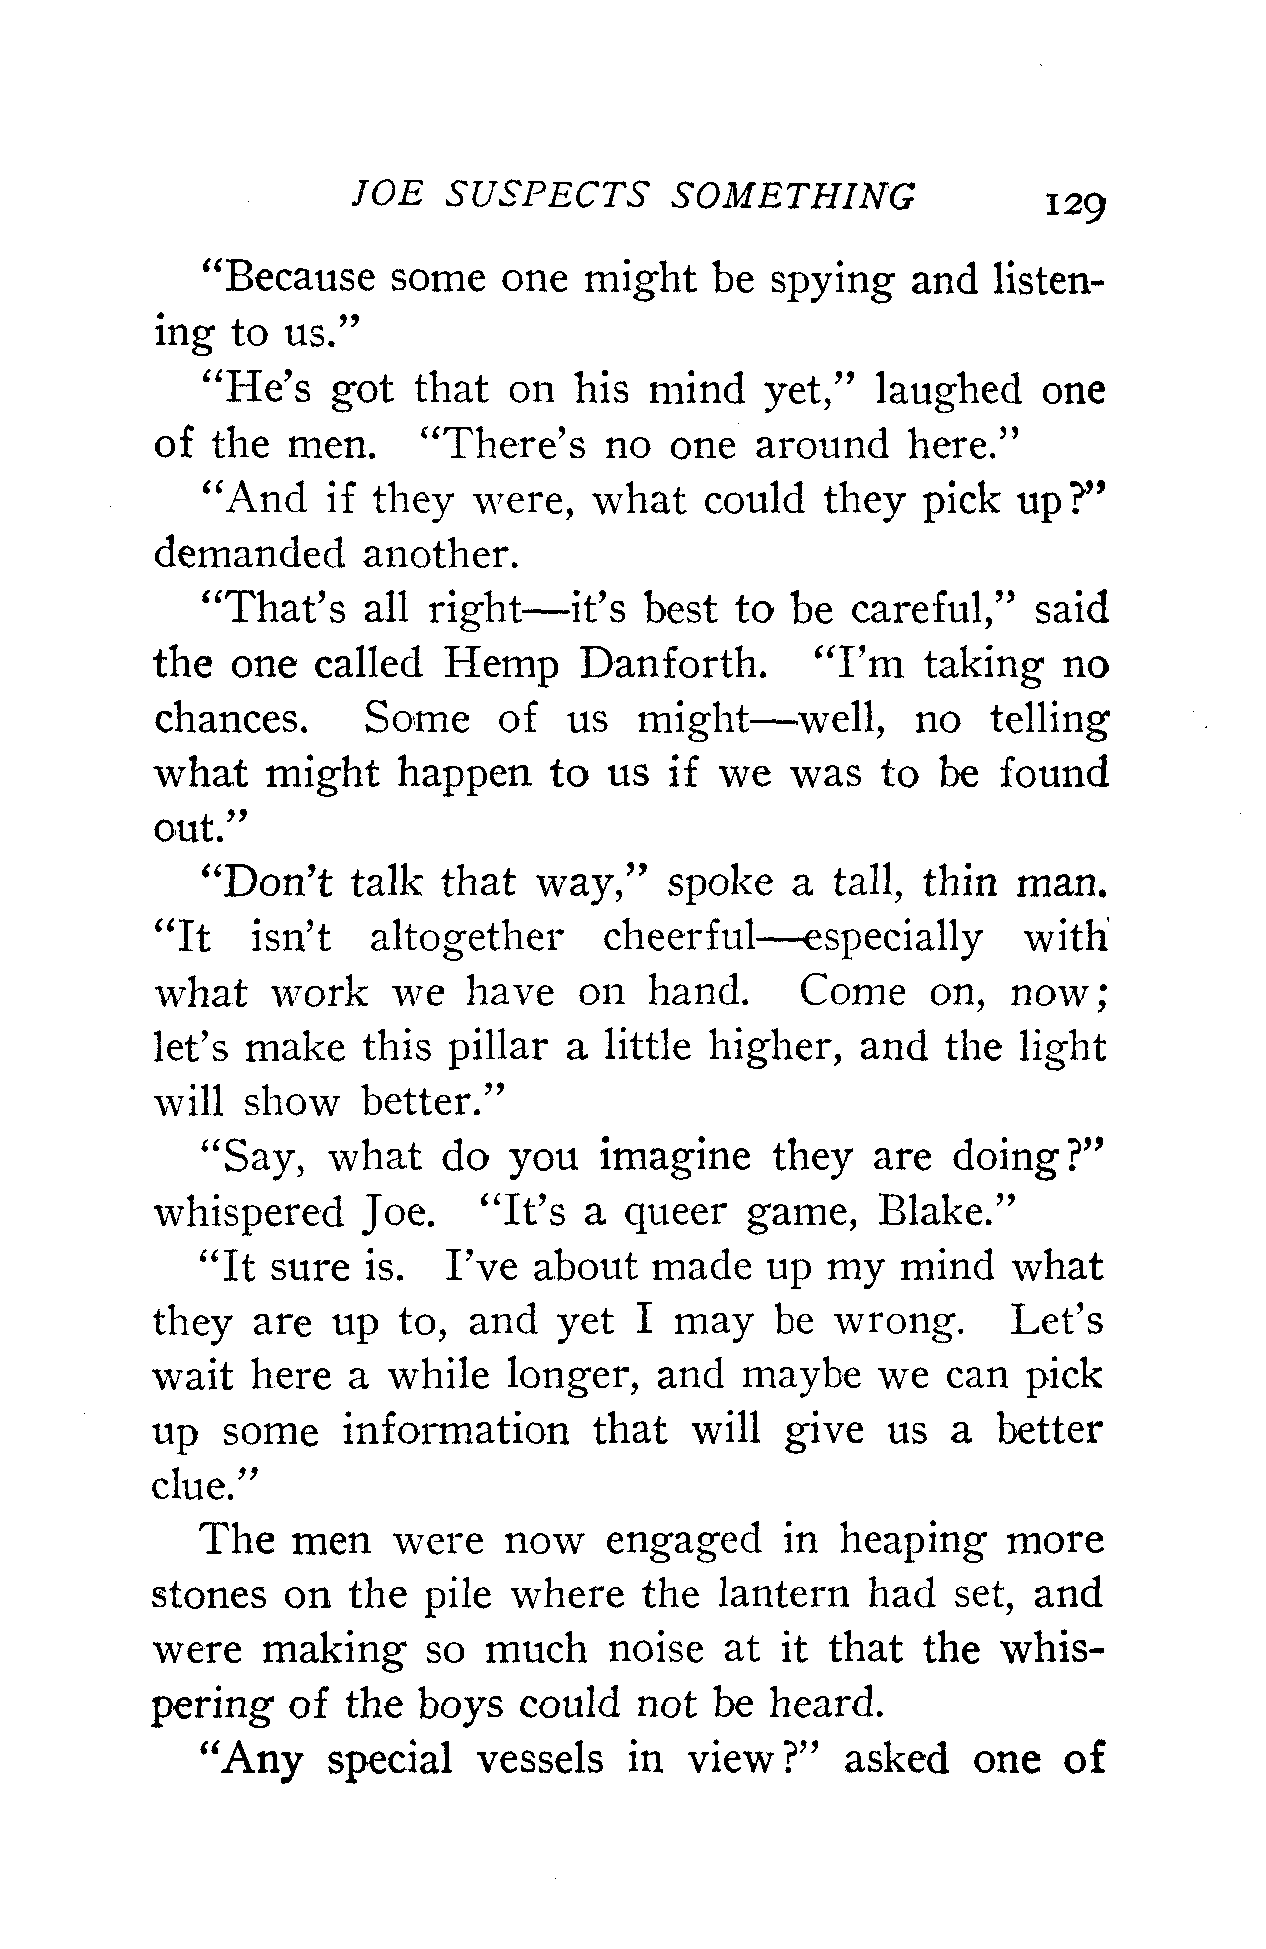 JOE SUSPECTS SOMETHING 129
"Because some one might be spying and listen-
ing to us."
"He's got that on his mind yet," laughed one
of the men. "There's no one around here."
"And if they were, what could they pick up?"
demanded another.
"That's all right—it's best to be careful," said
the one called Hemp Danforth. "I'm taking no
chances. Some of us might—well, no telling
what might happen to us if we was to be found
out."
"Don't talk that way," spoke a tall, thin man.
"It isn't altogether cheerful—especially with
what work we have on hand. Come on, now;
let's make this pillar a little higher, and the light
will show better."
"Say, what do you imagine they are doing?"
whispered Joe. "It's a queer game, Blake."
"It sure is. I've about made up my mind what
they are up to, and yet I may be wrong. Let's
wait here a while longer, and maybe we can pick
up some information that will give us a better
clue."
The men were now engaged in heaping more
stones on the pile where the lantern had set, and
were making so much noise at it that the whis-
pering of the boys could not be heard.
"Any special vessels in view?" asked one of